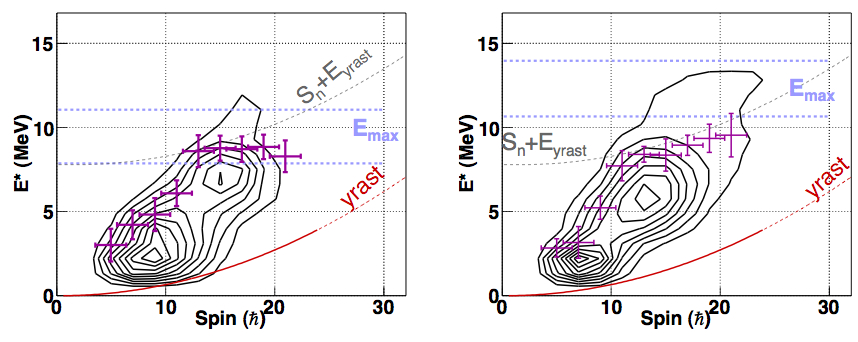 15
10
5
0
E* (MeV)
Sn+Eyrast
Emax
yrast
0
10
20
30
Spin (ħ)
15
10
5
0
E* (MeV)
Emax
Sn+Eyrast
yrast
0
10
20
30
Spin (ħ)